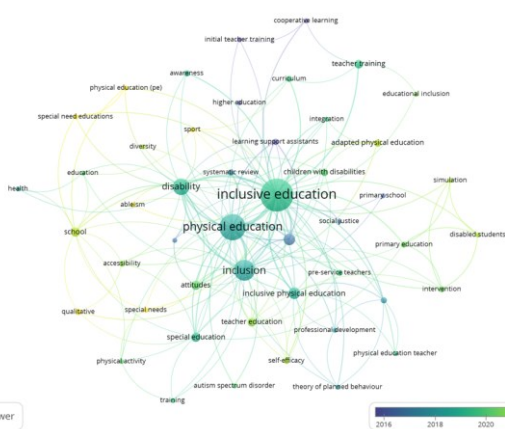 cooperative learning
initial teacher training
teacher training
awareness
curriculum
physical education (pe)
educational inclusion
higher education
special need educations
integration
sport
learning support assistants
adapted physical education
diversity
education
systematic review
children with disabilities
simulation
health
disability
inclusive education
primary school
ableism
social justice
physical education
school
disabled students
primary education
accessibility
inclusion
pre-service teachers
attitudes
intervention
inclusive physical education
qualitative
special needs
teacher education
professional development
special education
physical education teacher
physical activity
self-efficacy
autism spectrum disorder
theory of planned behaviour
training
wer
2016
2018
2020